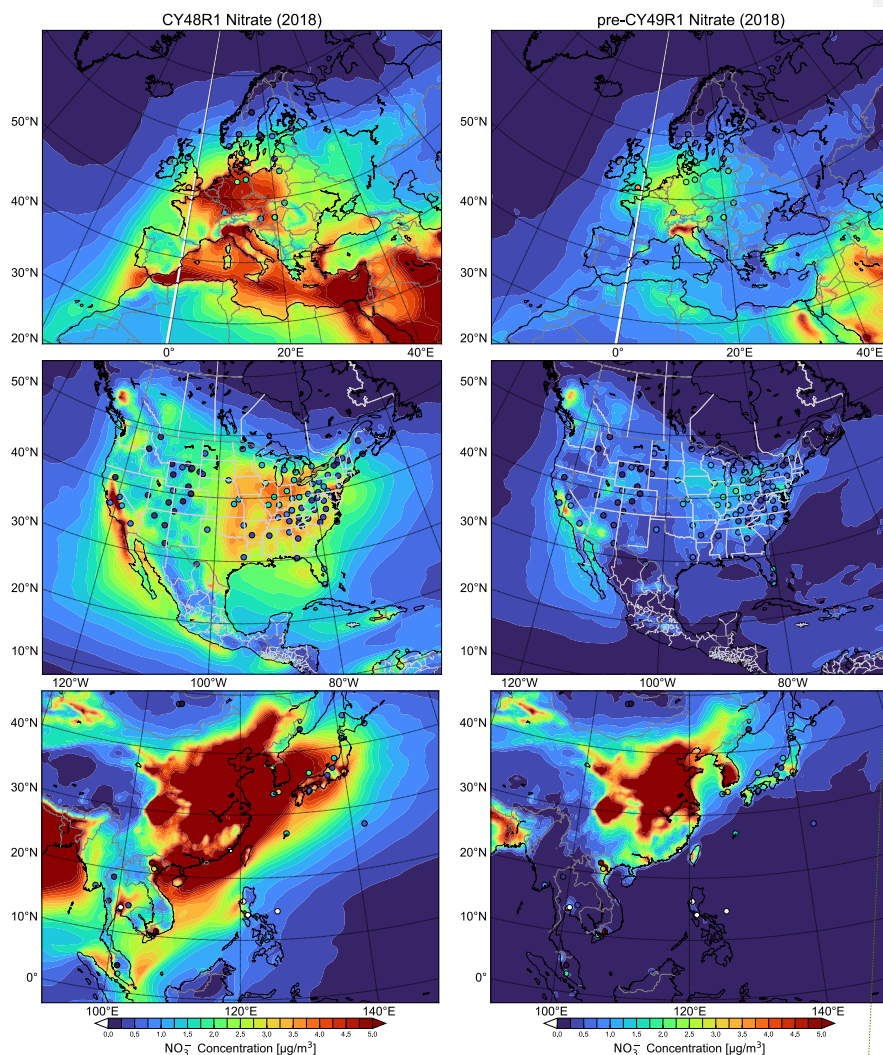 CY48R1 Nitrate (2018) pre-CY49R1 Nitrate (2018)
50°N 50°N
40°N 40°N
30°N 30°N
20°N 20°N
0° 20°E 40°E 0° 20°E 40°E
50°N 50°N
40°N 40°N
30°N 30°N
20°N 20°N
10°N 10°N
120°W 100°W 80°W 120°W 100°W 80°W
40°N 40°N
30°N 30°N
20°N 20°N
10°N 10°N
0° 0°
100°E 120°E 140°E 100°E 120°E 140°E
0.0 0.5 1.0 1.5 2.0 2.5 3.0 3.5 4.0 4.5 5.0 0.0 0.5 1.0 1.5 2.0 2.5 3.0 3.5 4.0 4.5 5.0
NO₃⁻ Concentration [μg/m³] NO₃⁻ Concentration [μg/m³]